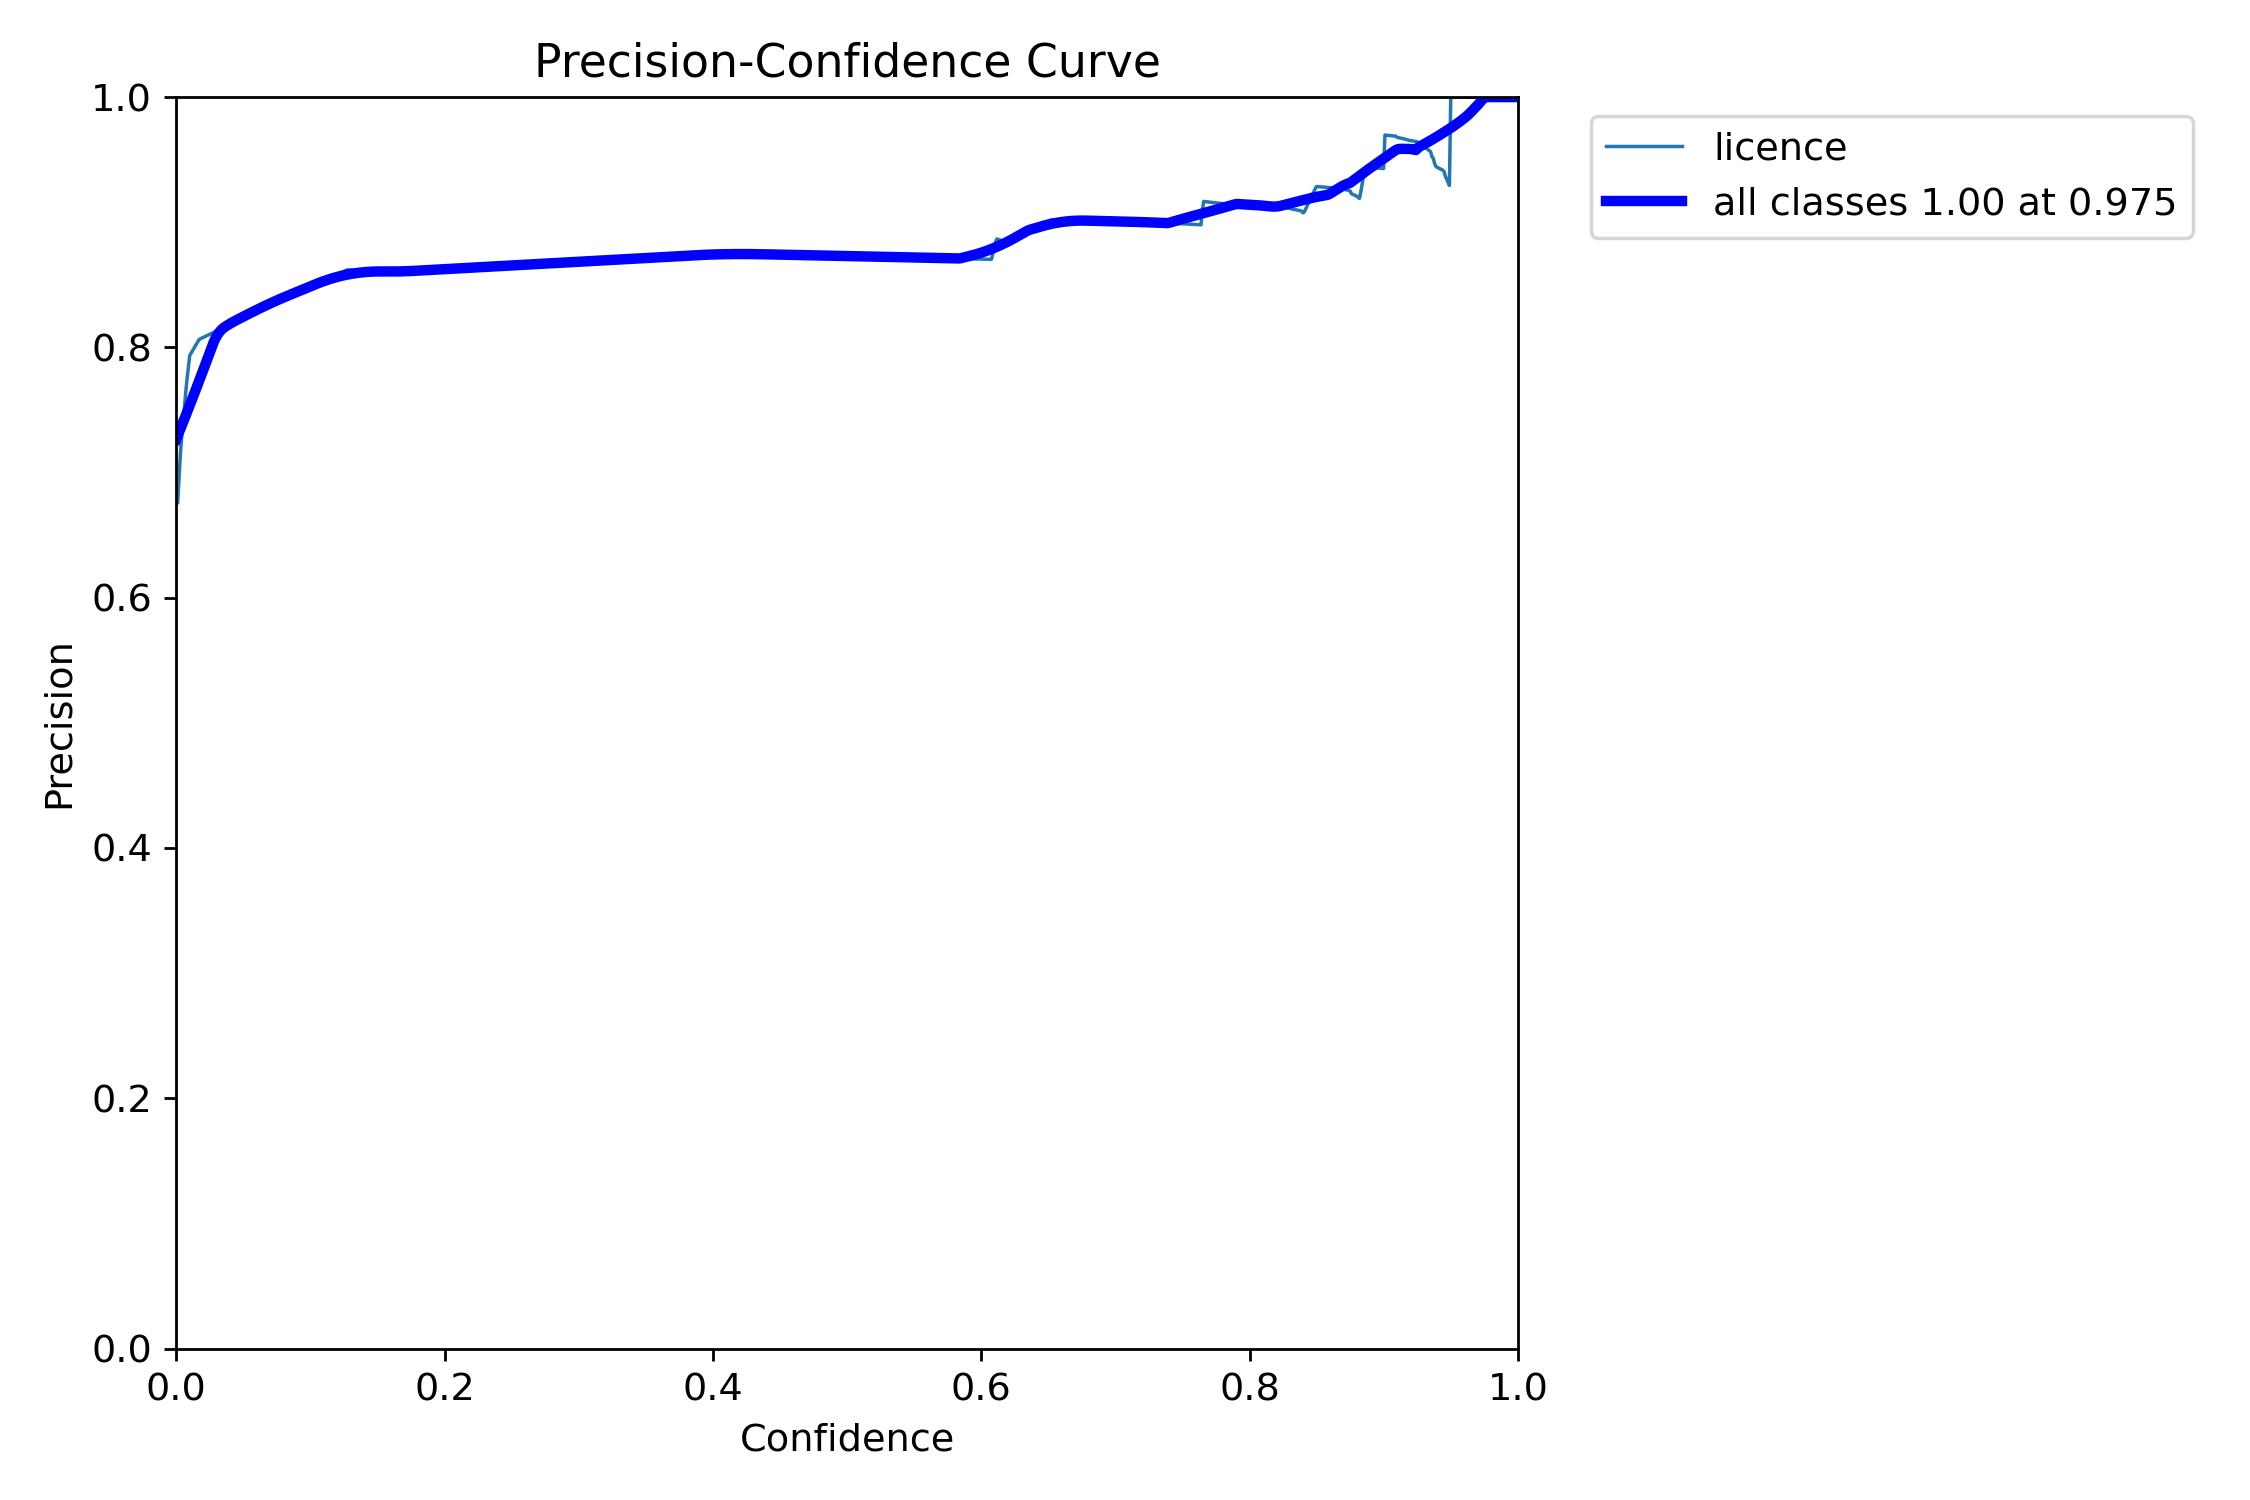 Precision-Confidence Curve
1.0
0.8
0.6
0.4
0.2
0.0
Precision
0.0 0.2 0.4 0.6 0.8 1.0
Confidence
licence
all classes 1.00 at 0.975